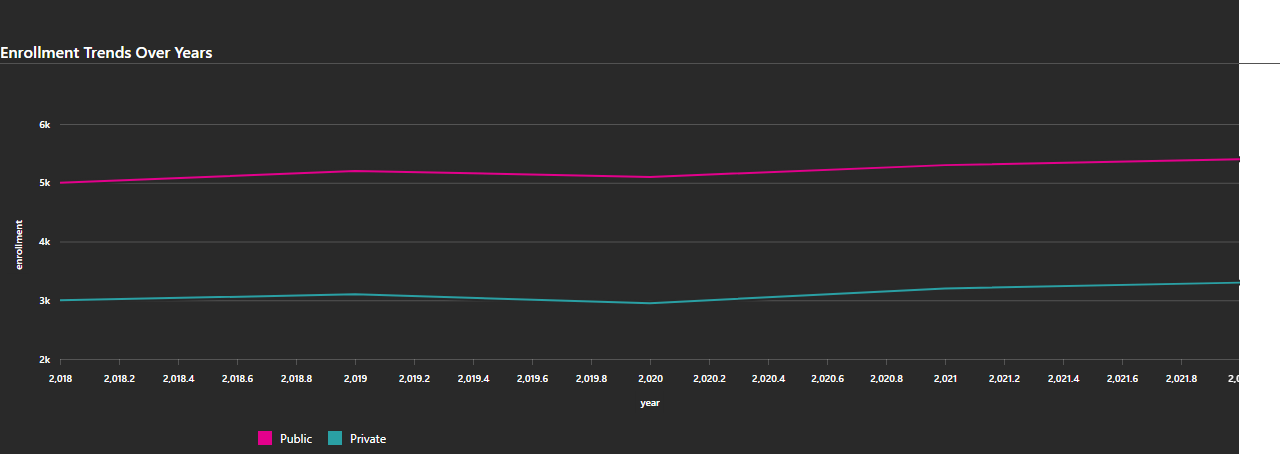 Enrollment Trends Over Years
6k
5k
4k
3k
2k
enrollment
2,018 2,018.2 2,018.4 2,018.6 2,018.8 2,019 2,019.2 2,019.4 2,019.6 2,019.8 2,020 2,020.2 2,020.4 2,020.6 2,020.8 2,021 2,021.2 2,021.4 2,021.6 2,021.8
year
Public Private